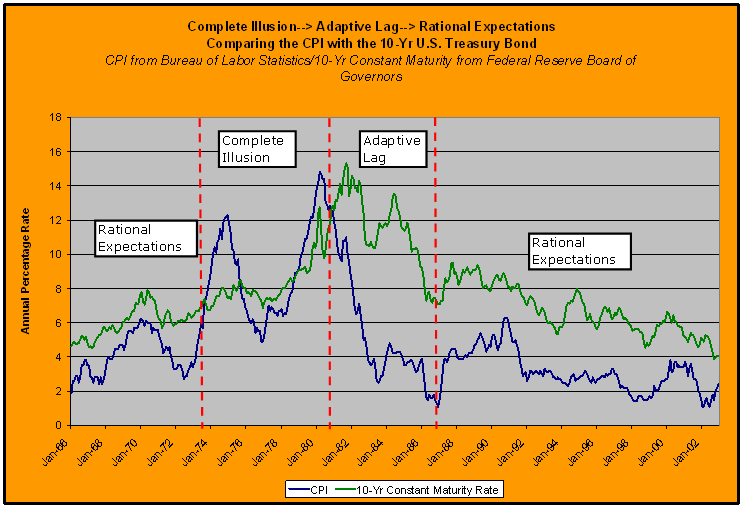 Complete Illusion--> Adaptive Lag--> Rational Expectations
Comparing the CPI with the 10-Yr U.S. Treasury Bond
CPI from Bureau of Labor Statistics/10-Yr Constant Maturity from Federal Reserve Board of
Governors
Annual Percentage Rate
18
16
14
12
10
8
6
4
2
0
Complete
Illusion
Adaptive
Lag
Rational
Expectations
Rational
Expectations
Jan-66
Jan-68
Jan-70
Jan-72
Jan-74
Jan-76
Jan-78
Jan-80
Jan-82
Jan-84
Jan-86
Jan-88
Jan-90
Jan-92
Jan-94
Jan-96
Jan-98
Jan-00
Jan-02
CPI
10-Yr Constant Maturity Rate